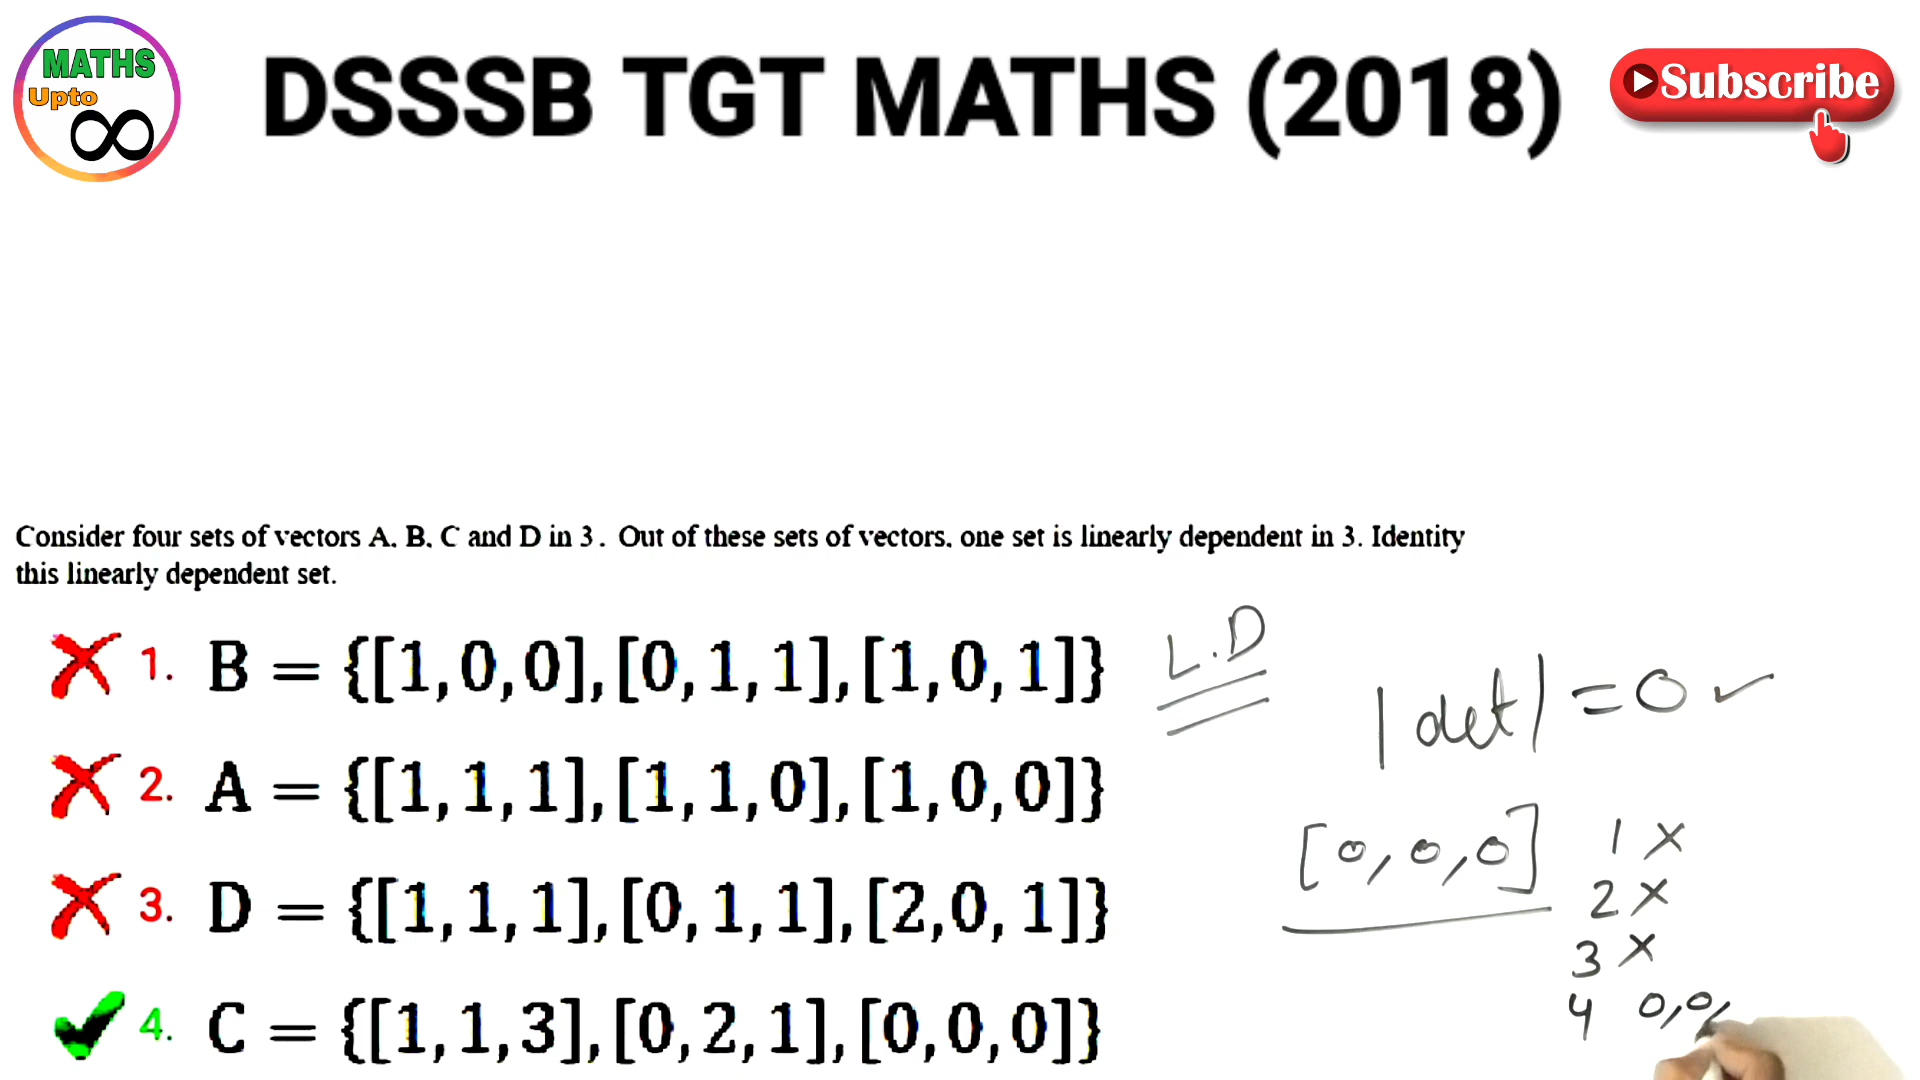 MATHS
Upto
∞
DSSSB TGT MATHS (2018)
Subscribe
Consider four sets of vectors A, B, C and D in 3. Out of these sets of vectors, one set is linearly dependent in 3. Identity
this linearly dependent set.
1. B = {[1,0,0],[0,1,1],[1,0,1]}
2. A = {[1,1,1],[1,1,0],[1,0,0]}
3. D = {[1,1,1],[0,1,1],[2,0,1]}
4. C = {[1,1,3],[0,2,1],[0,0,0]}
L.D
|det| = 0 ✓
[0,0,0]
1 ×
2 ×
3 ×
4 0,0,